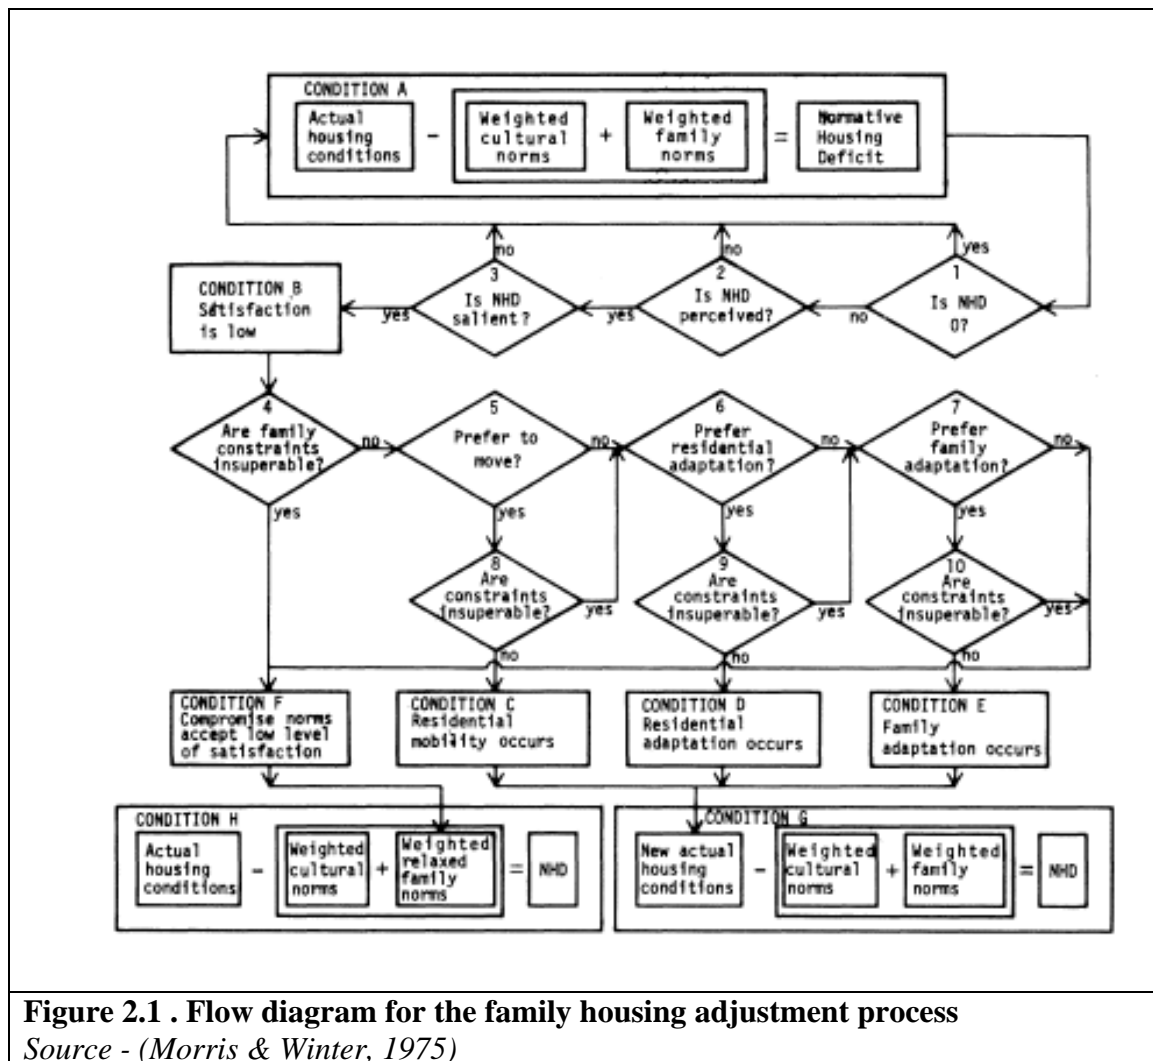 CONDITION A
Actual
housing
conditions
-
Weighted
cultural
norms
+
Weighted
family
norms
=
Normative
Housing
Deficit
no
no
yes
CONDITION B
Satisfaction
is low
yes
3
Is NHD
salient?
yes
2
Is NHD
perceived?
no
1
Is NHD
0?
4
Are family
constraints
insuperable?
no
5
Prefer to
move?
no
6
Prefer
residential
adaptation?
no
7
Prefer
family
adaptation?
no
yes
yes
yes
yes
8
Are
constraints
insuperable?
yes
9
Are
constraints
insuperable?
yes
10
Are
constraints
insuperable?
yes
no
no
no
CONDITION F
Compromise norms
accept low level
of satisfaction
CONDITION C
Residential
mobility occurs
CONDITION D
Residential
adaptation occurs
CONDITION E
Family
adaptation occurs
CONDITION H
Actual
housing
conditions
-
Weighted
cultural
norms
+
Weighted
relaxed
family
norms
=
NHD
CONDITION G
New actual
housing
conditions
-
Weighted
cultural
norms
+
Weighted
family
norms
=
NHD
Figure 2.1 . Flow diagram for the family housing adjustment process
Source - (Morris & Winter, 1975)